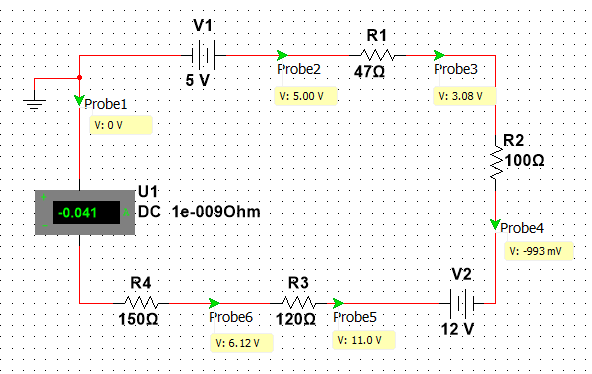 V1
5 V
Probe2
V: 5.00 V
R1
47Ω
Probe3
V: 3.08 V
Probe1
V: 0 V
R2
100Ω
U1
-0.041
A
DC 1e-009Ohm
Probe4
V: -993 mV
R4
150Ω
Probe6
V: 6.12 V
R3
120Ω
Probe5
V: 11.0 V
V2
12 V